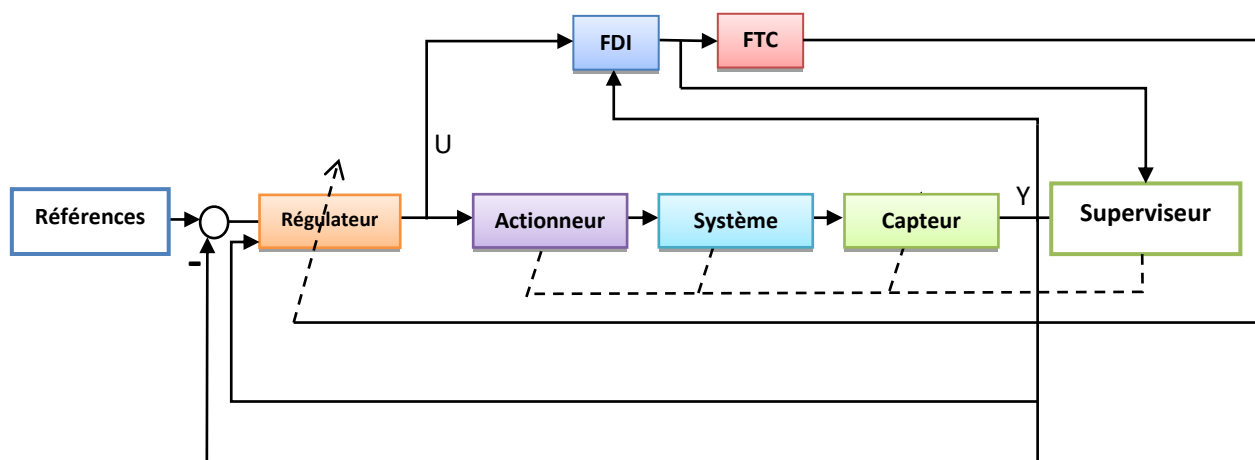 FDI
FTC
U
Références
Régulateur
Actionneur
Système
Capteur
Y
Superviseur
-